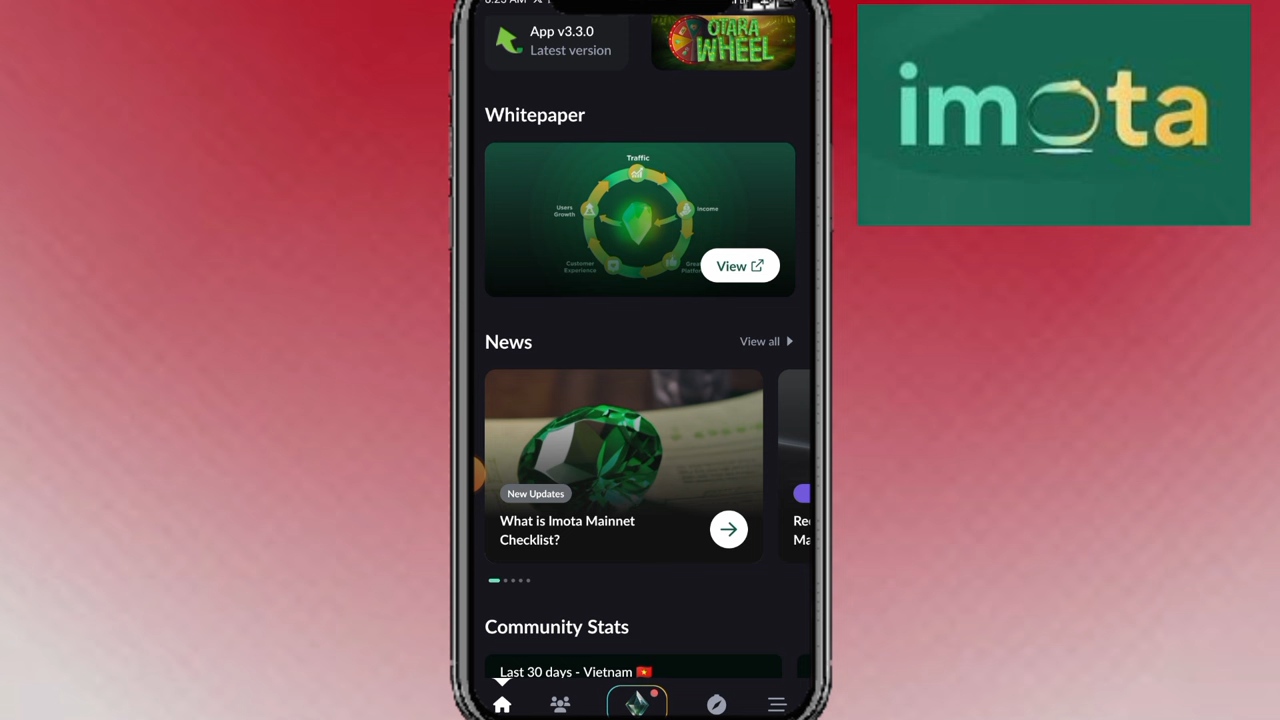 imota
App v3.3.0
Latest version
OTARA
WHEEL
Whitepaper
Traffic
Users
Growth
Income
Customer
Experience
View
News
View all
New Updates
What is Imota Mainnet
Checklist?
Community Stats
Last 30 days - Vietnam 🇻🇳